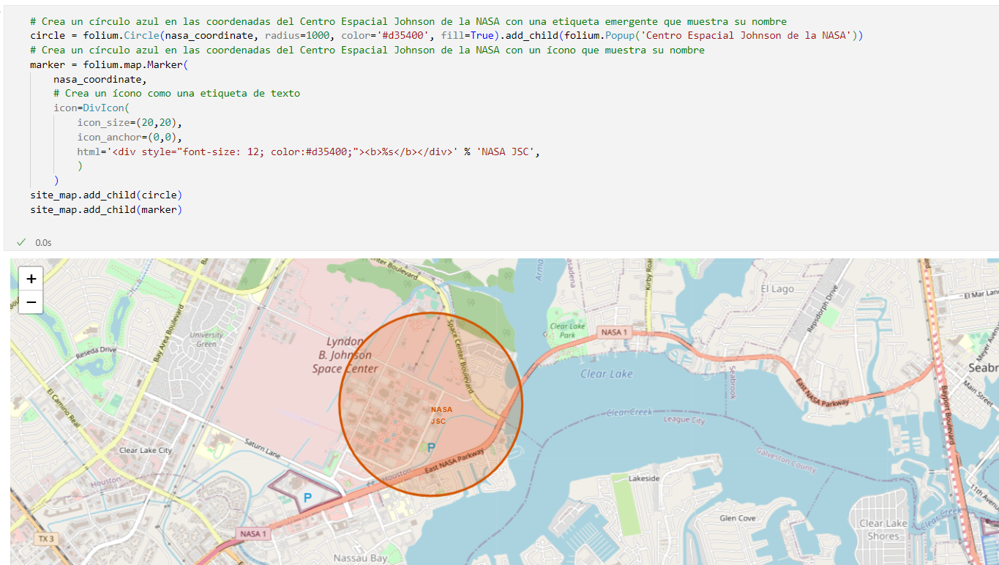 # Crea un círculo azul en las coordenadas del Centro Espacial Johnson de la NASA con una etiqueta emergente que muestra su nombre
circle = folium.Circle(nasa_coordinate, radius=1000, color='#d35400', fill=True).add_child(folium.Popup('Centro Espacial Johnson de la NASA'))
# Crea un círculo azul en las coordenadas del Centro Espacial Johnson de la NASA con un ícono que muestra su nombre
marker = folium.map.Marker(
    nasa_coordinate,
    # Crea un ícono como una etiqueta de texto
    icon=DivIcon(
        icon_size=(20,20),
        icon_anchor=(0,0),
        html='<div style="font-size: 12; color:#d35400;"><b>%s</b></div>' % 'NASA JSC',
        )
    )
site_map.add_child(circle)
site_map.add_child(marker)
0.0s
+
−
Bay Area Boulevard
University
Green
Reseda Drive
El Camino Real
Clear Lake City
Houston
Saturn Lane
Lyndon
B. Johnson
Space Center
Space Center Boulevard
NASA
JSC
P
P
East NASA Parkway
Houston
NASA 1
TX 3
Nassau Bay
Clear Lake
Park
NASA 1
Kirby Road
Clear Lake
El Lago
Repsdorph Drive
El Mar Lane
Seabrook
East NASA Parkway
Bayport Boulevard
Main Street
Clear Creek
League City
Galveston County
Lakeside
Glen Cove
Clear Lake
Shores
Clear Creek